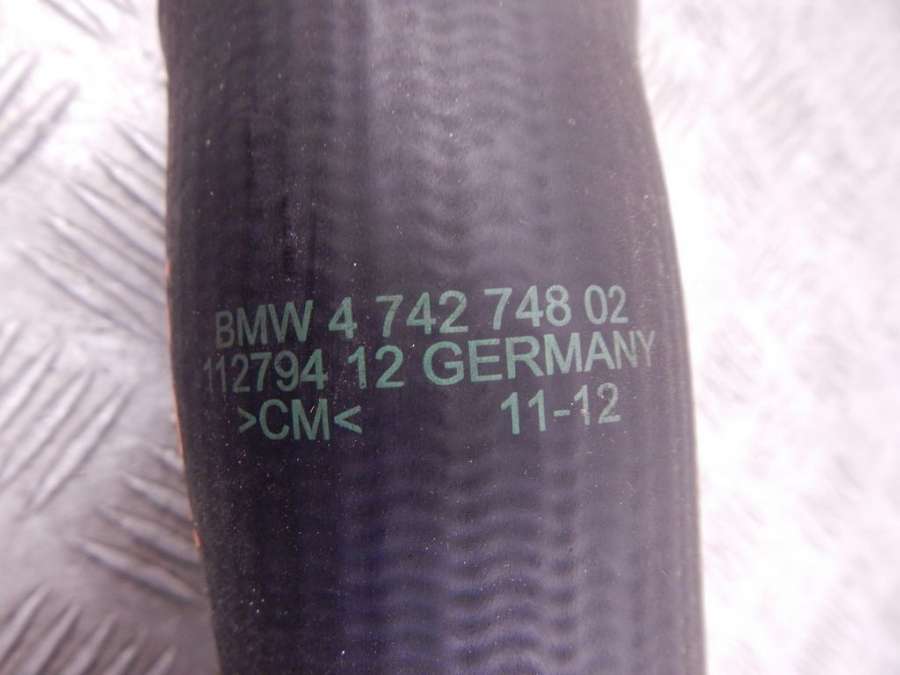 BMW 4 742 748 02
112794 12 GERMANY
>CM< 11-12